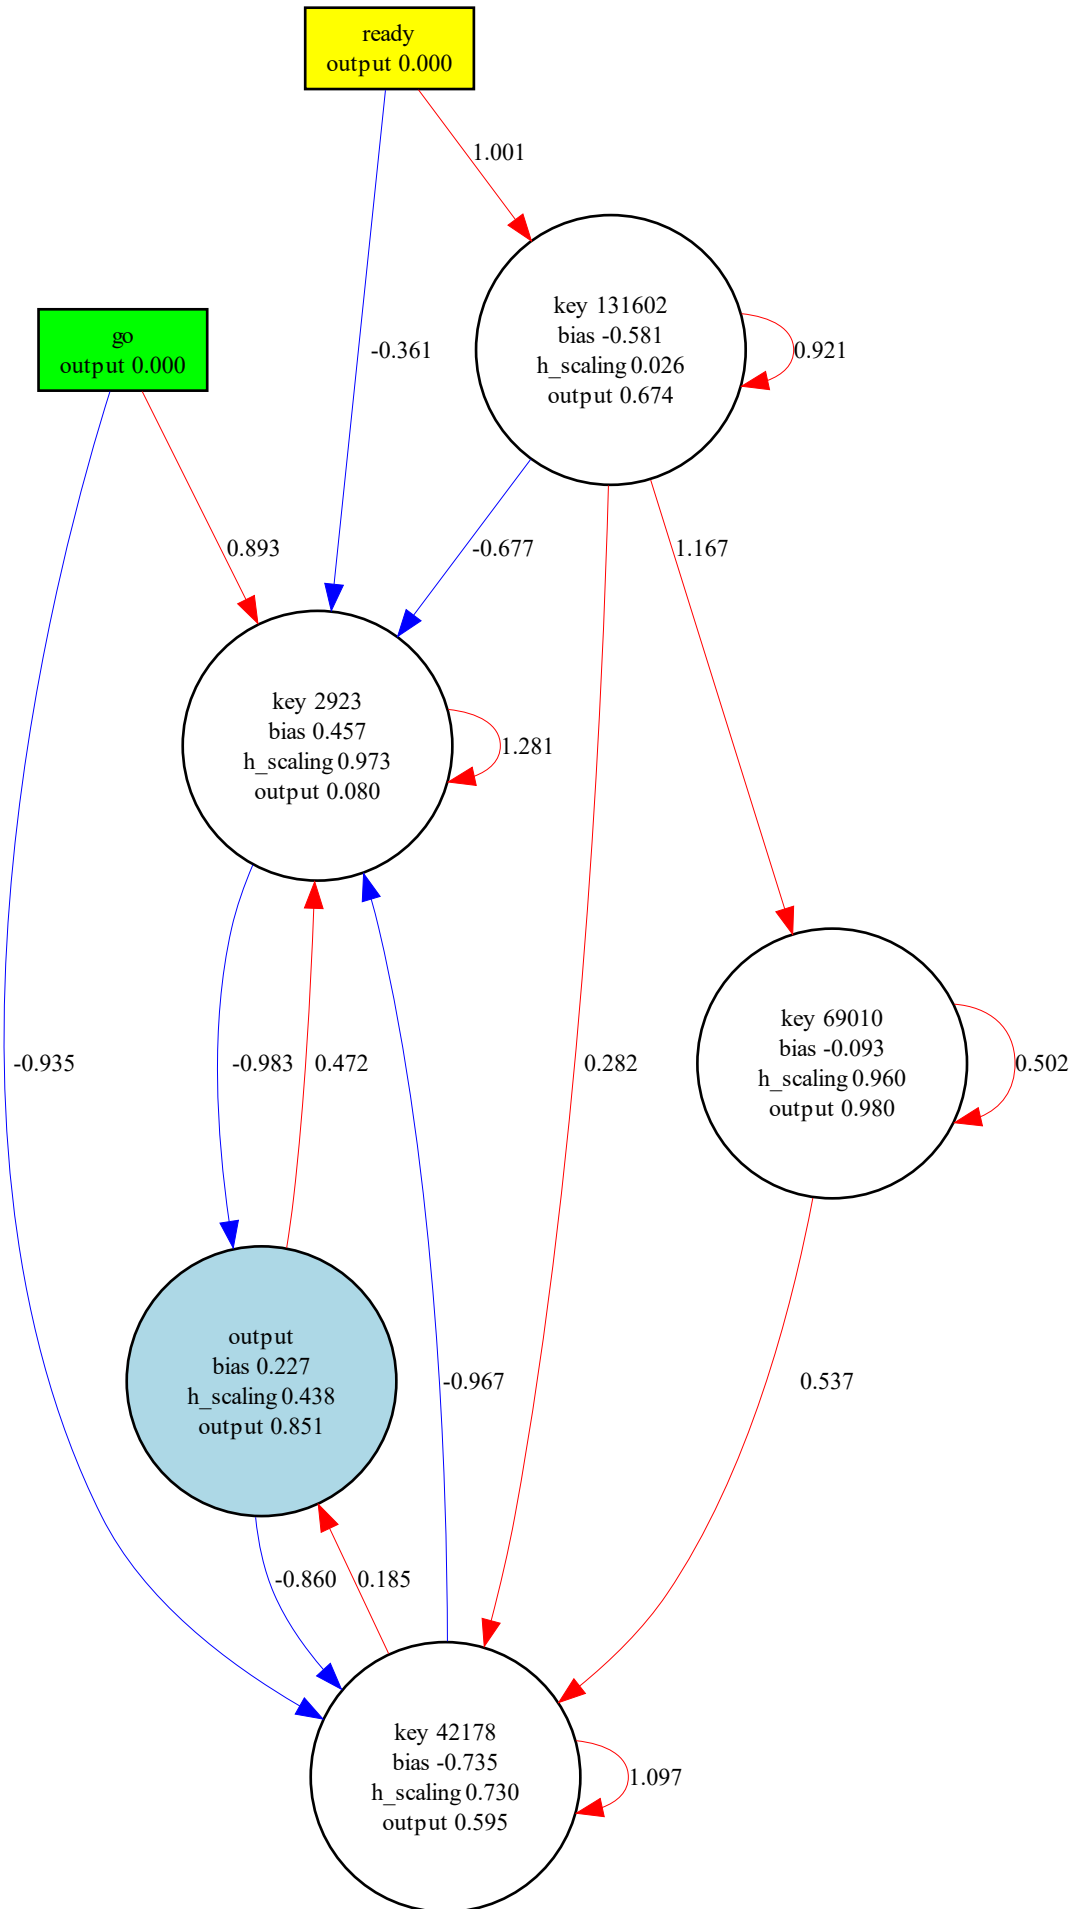 ready
output 0.000
1.001
key 131602
bias -0.581
h_scaling 0.026
output 0.674
0.921
go
output 0.000
-0.361
0.893
-0.677
1.167
key 2923
bias 0.457
h_scaling 0.973
output 0.080
1.281
key 69010
bias -0.093
h_scaling 0.960
output 0.980
0.502
-0.935
-0.983
0.472
0.282
output
bias 0.227
h_scaling 0.438
output 0.851
-0.967
0.537
-0.860
0.185
key 42178
bias -0.735
h_scaling 0.730
output 0.595
1.097